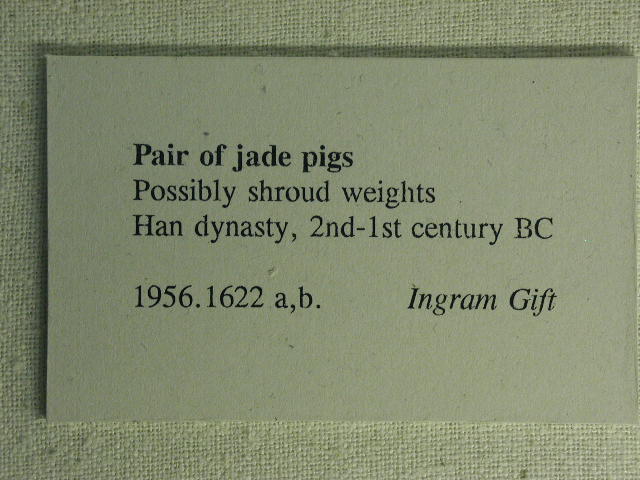 Pair of jade pigs
Possibly shroud weights
Han dynasty, 2nd-1st century BC
1956.1622 a,b. Ingram Gift